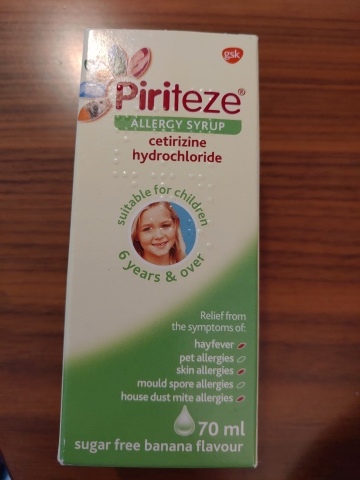 gsk
Piriteze®
ALLERGY SYRUP
cetirizine
hydrochloride
suitable for children
6 years & over
Relief from
the symptoms of:
hayfever
pet allergies
skin allergies
mould spore allergies
house dust mite allergies
70 ml
sugar free banana flavour